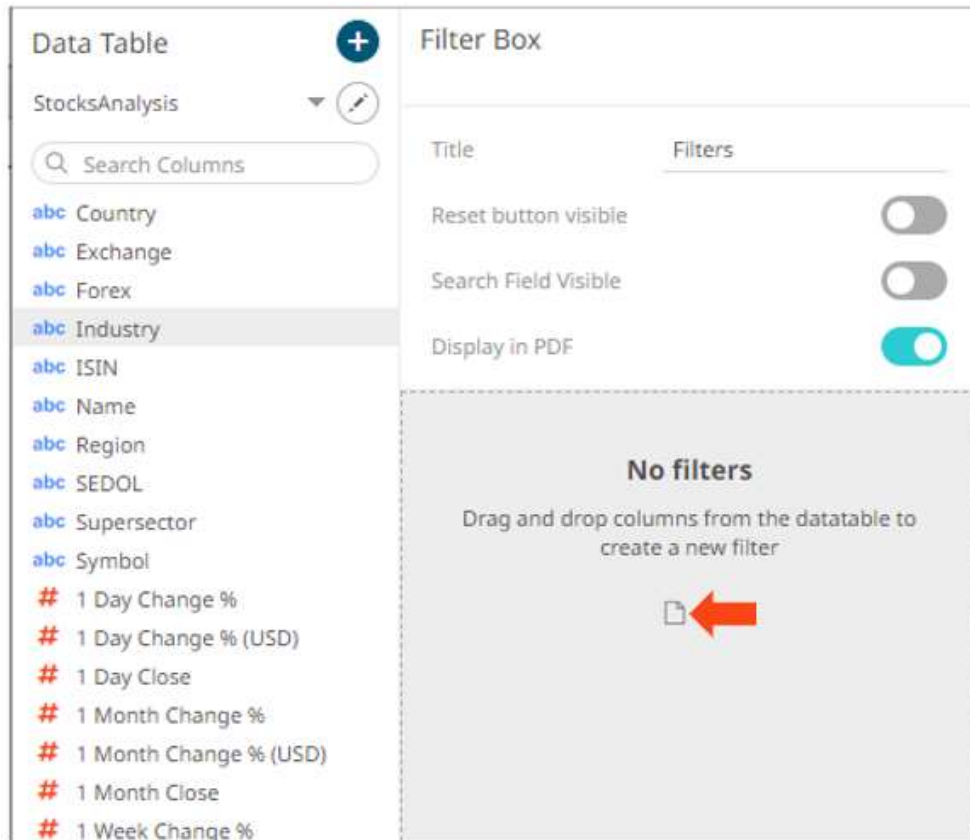 Data Table
StocksAnalysis
Search Columns
abc Country
abc Exchange
abc Forex
abc Industry
abc ISIN
abc Name
abc Region
abc SEDOL
abc Supersector
abc Symbol
# 1 Day Change %
# 1 Day Change % (USD)
# 1 Day Close
# 1 Month Change %
# 1 Month Change % (USD)
# 1 Month Close
# 1 Week Change %
Filter Box
Title Filters
Reset button visible
Search Field Visible
Display in PDF
No filters
Drag and drop columns from the datatable to
create a new filter